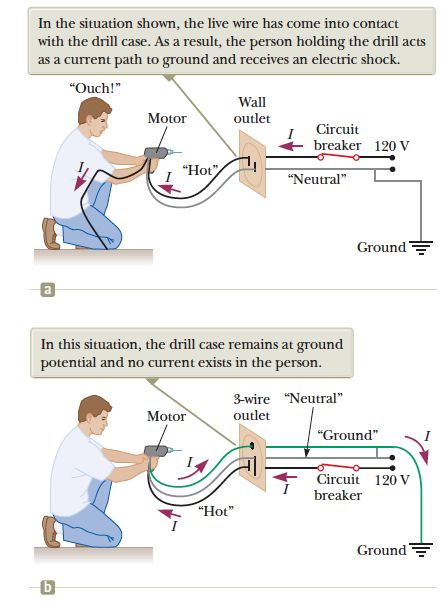 In the situation shown, the live wire has come into contact
with the drill case. As a result, the person holding the drill acts
as a current path to ground and receives an electric shock.
“Ouch!”
Motor
Wall
outlet
I
Circuit
breaker
120 V
I
I
“Hot”
“Neutral”
Ground
a
In this situation, the drill case remains at ground
potential and no current exists in the person.
Motor
3-wire
outlet
“Neutral”
“Ground”
I
I
I
Circuit
breaker
120 V
“Hot”
I
Ground
b